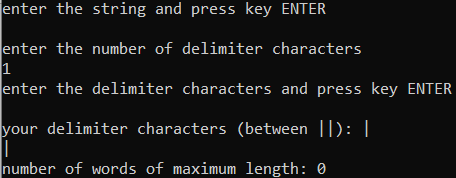 enter the string and press key ENTER
enter the number of delimiter characters
1
enter the delimiter characters and press key ENTER
your delimiter characters (between ||): |
|
number of words of maximum length: 0